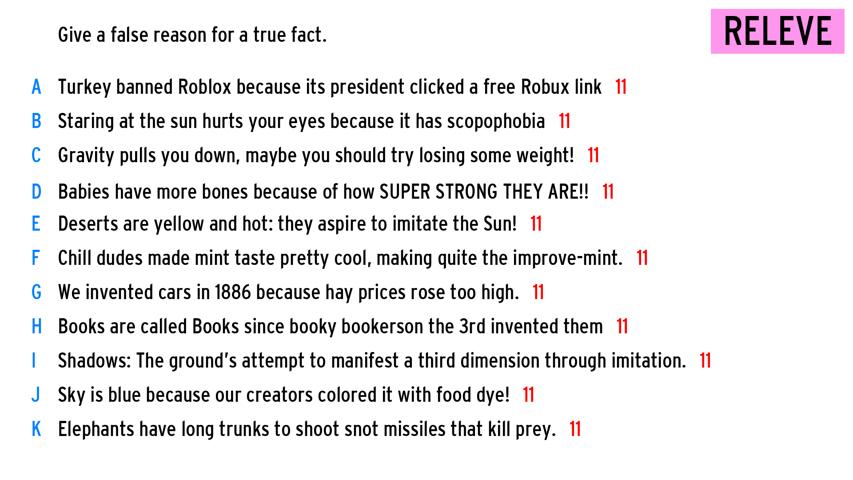 Give a false reason for a true fact.
RELEVE
A Turkey banned Roblox because its president clicked a free Robux link 11
B Staring at the sun hurts your eyes because it has scopophobia 11
C Gravity pulls you down, maybe you should try losing some weight! 11
D Babies have more bones because of how SUPER STRONG THEY ARE!! 11
E Deserts are yellow and hot: they aspire to imitate the Sun! 11
F Chill dudes made mint taste pretty cool, making quite the improve-mint. 11
G We invented cars in 1886 because hay prices rose too high. 11
H Books are called Books since booky bookerson the 3rd invented them 11
I Shadows: The ground's attempt to manifest a third dimension through imitation. 11
J Sky is blue because our creators colored it with food dye! 11
K Elephants have long trunks to shoot snot missiles that kill prey. 11